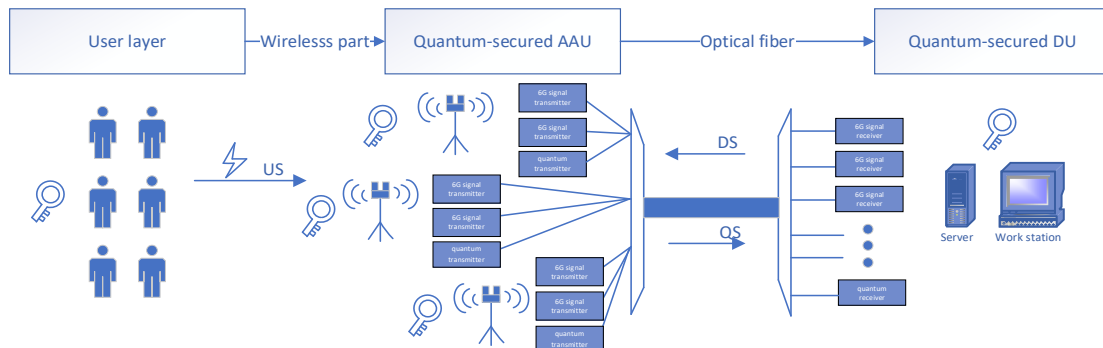 User layer
Wirelesss part
Quantum-secured AAU
Optical fiber
Quantum-secured DU
6G signal
transmitter
6G signal
transmitter
quantum
transmitter
US
6G signal
transmitter
6G signal
transmitter
quantum
transmitter
6G signal
transmitter
6G signal
transmitter
quantum
transmitter
DS
QS
6G signal
receiver
6G signal
receiver
6G signal
receiver
quantum
receiver
Server
Work station